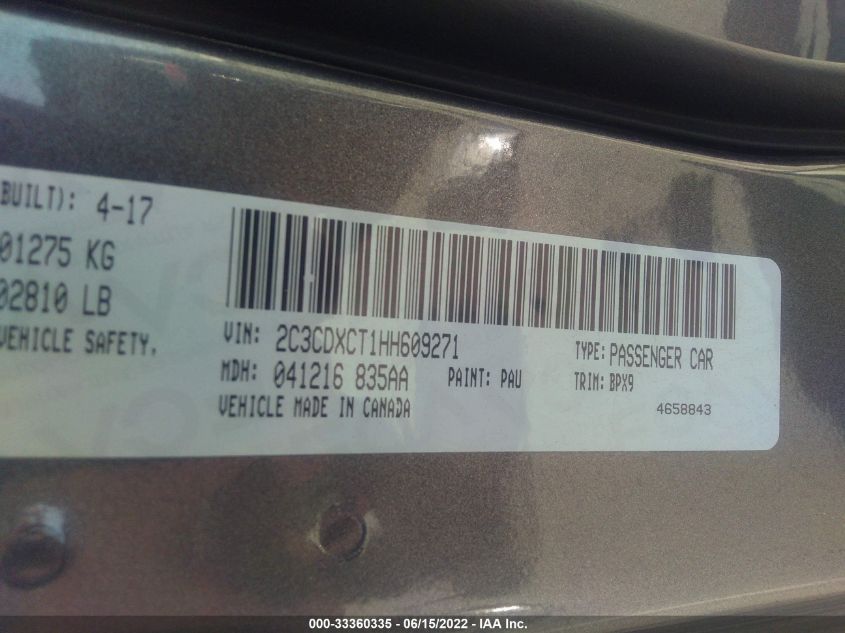 BUILT): 4-17
01275 KG
02810 LB
VEHICLE SAFETY.
VIN: 2C3CDXCT1HH609271
TYPE: PASSENGER CAR
MDH: 041216 835AA
PAINT: PAU
TRIM: BPX9
VEHICLE MADE IN CANADA
4658843
000-33360335 - 06/15/2022 - IAA Inc.